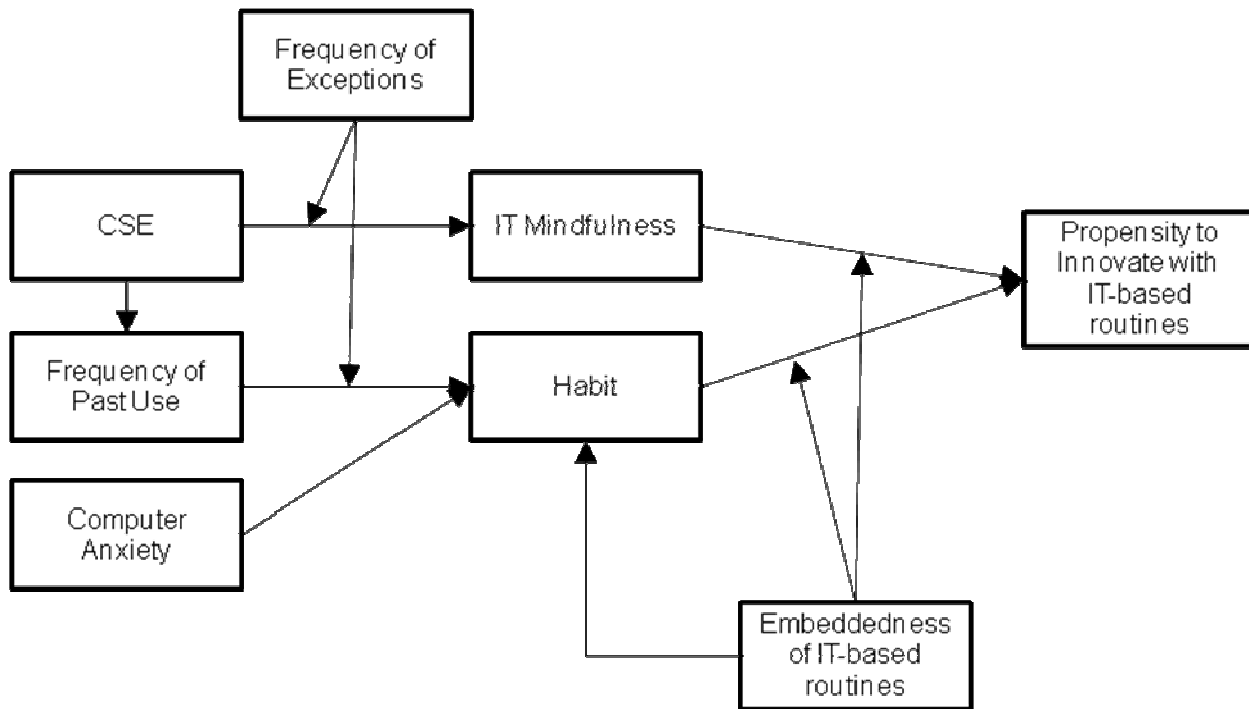 Frequency of
Exceptions
CSE
IT Mindfulness
Propensity to
Innovate with
IT-based
routines
Frequency of
Past Use
Habit
Computer
Anxiety
Embeddedness
of IT-based
routines